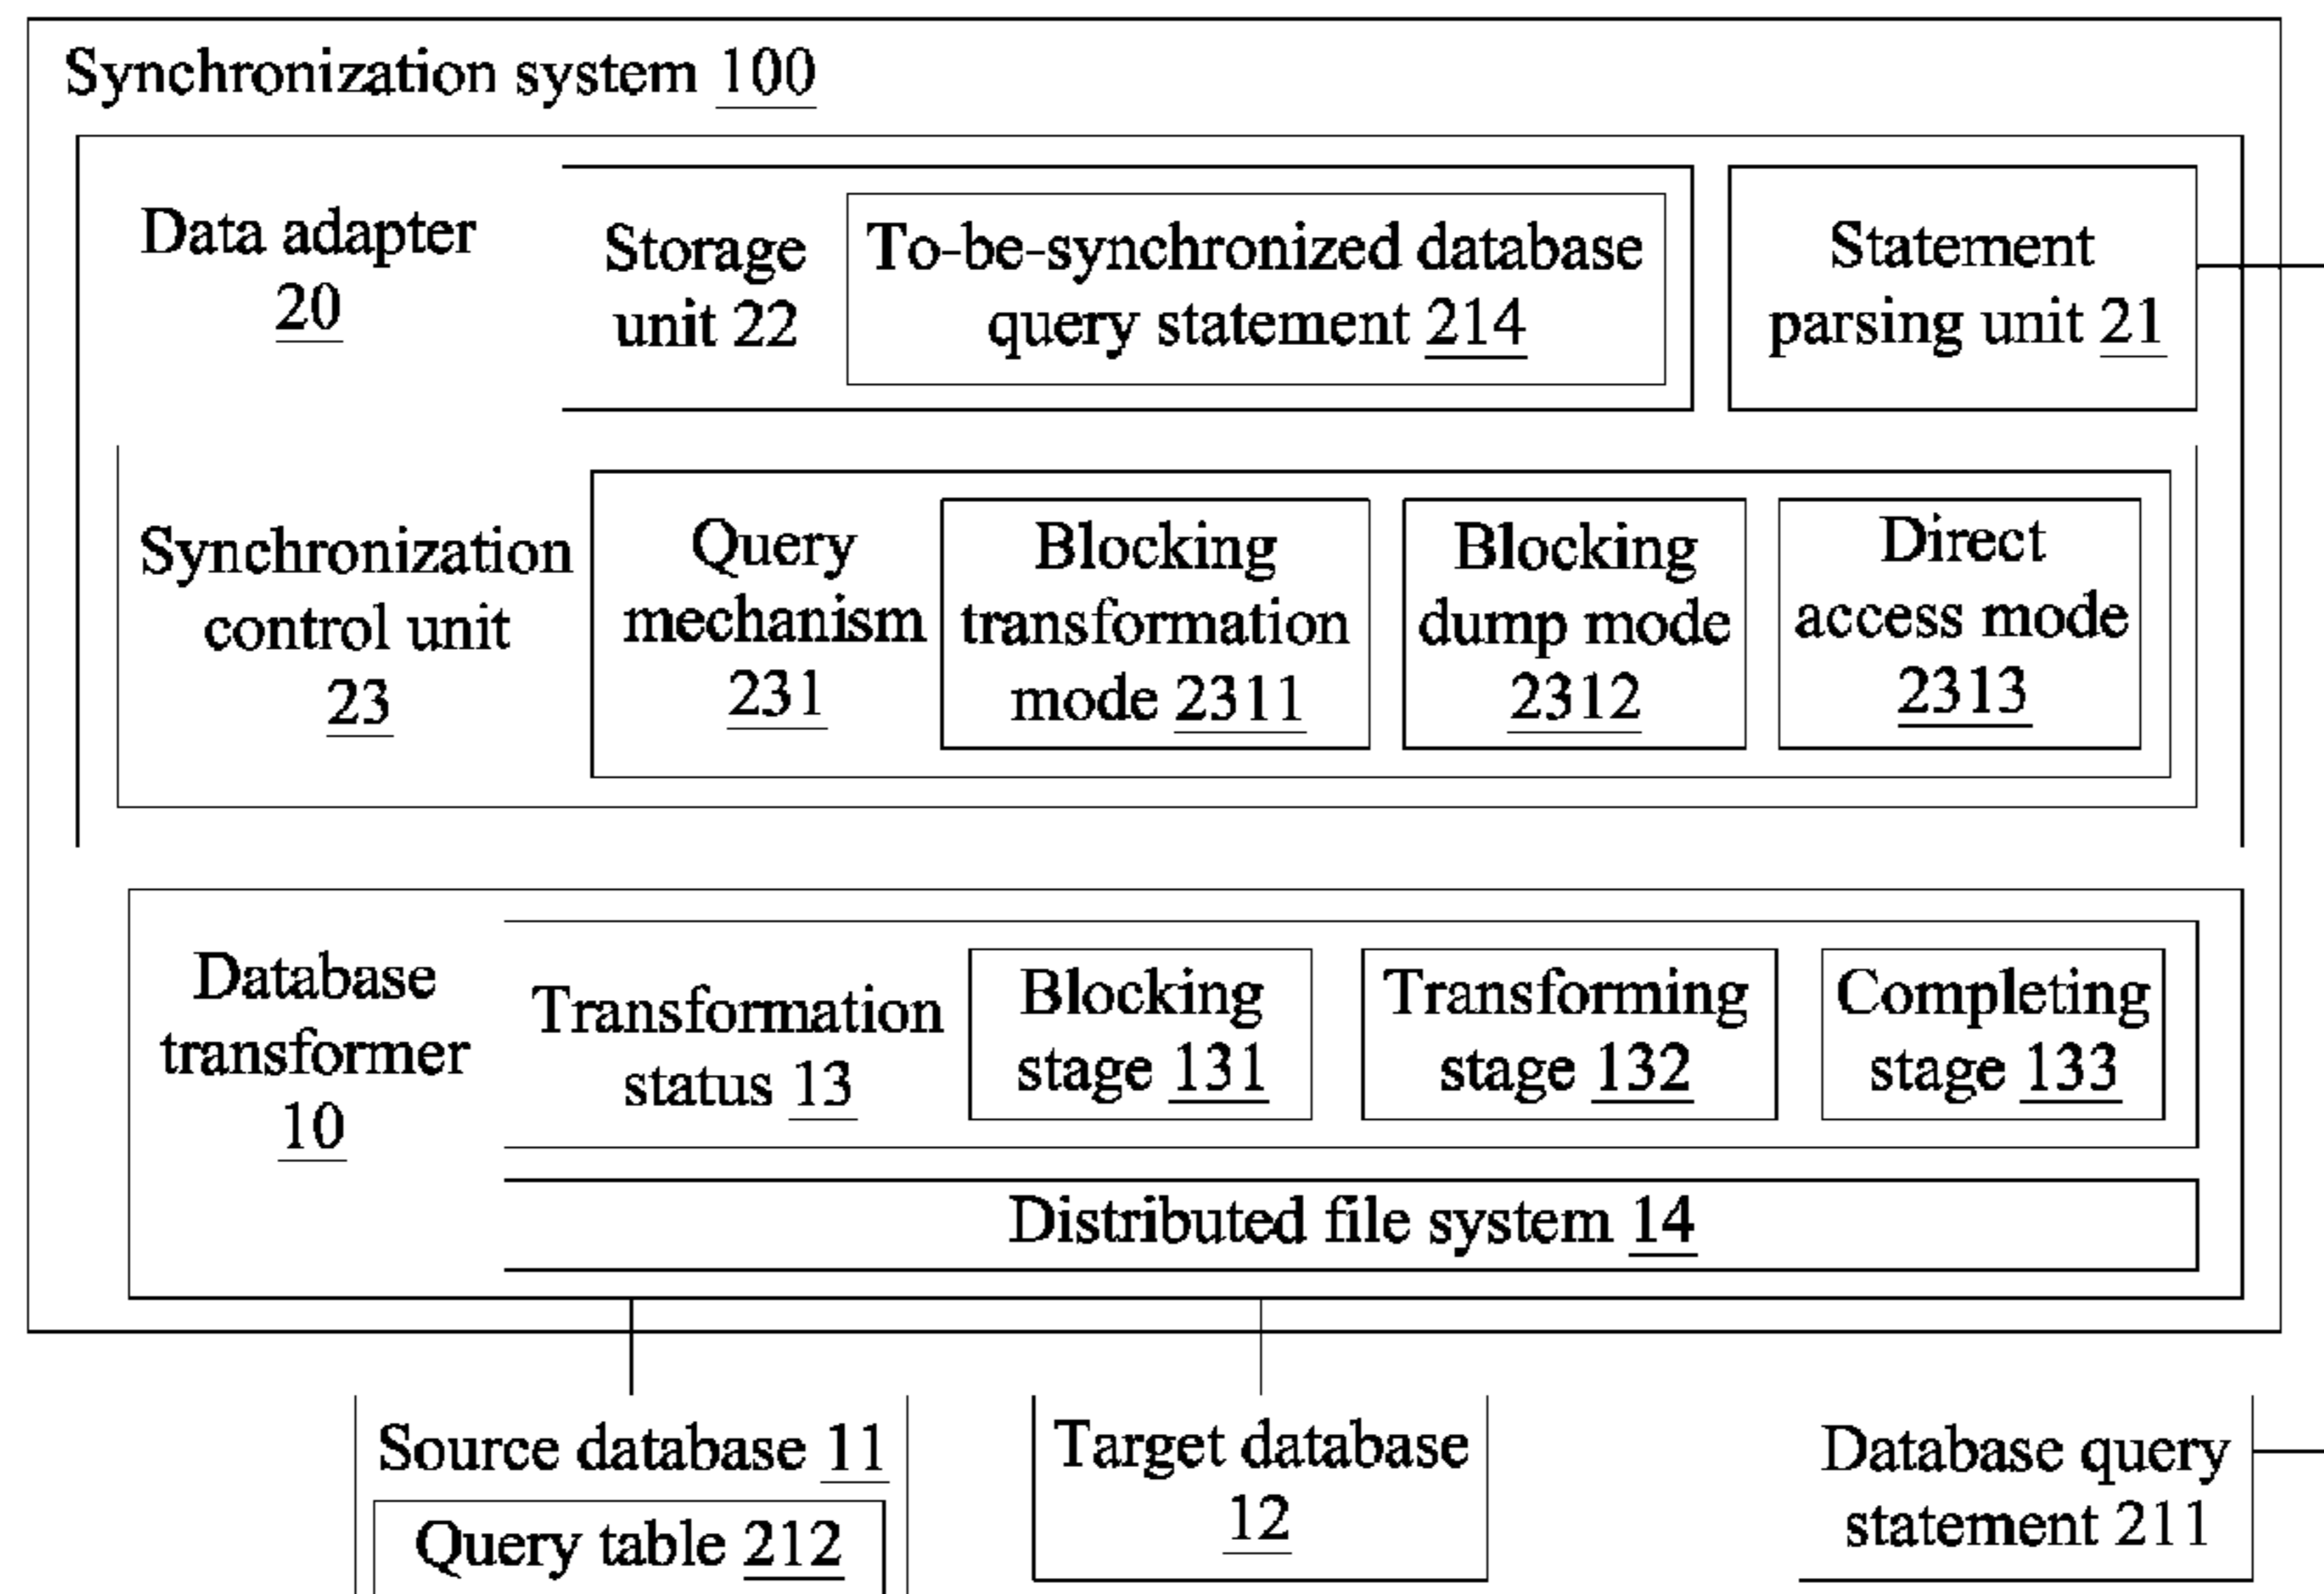 Synchronization system 100
Data adapter
20
Storage
unit 22
To-be-synchronized database
query statement 214
Statement
parsing unit 21
Synchronization
control unit
23
Query
mechanism
231
Blocking
transformation
mode 2311
Blocking
dump mode
2312
Direct
access mode
2313
Database
transformer
10
Transformation
status 13
Blocking
stage 131
Transforming
stage 132
Completing
stage 133
Distributed file system 14
Source database 11
Query table 212
Target database
12
Database query
statement 211